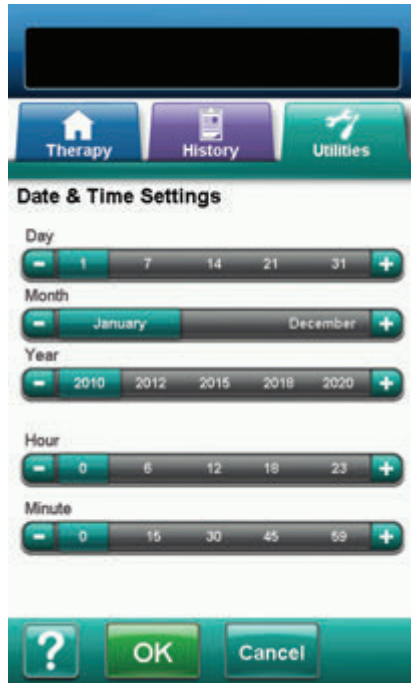 Therapy History Utilities
Date & Time Settings
Day
- 1 7 14 21 31 +
Month
- January December +
Year
- 2010 2012 2015 2018 2020 +
Hour
- 0 6 12 18 23 +
Minute
- 0 15 30 45 59 +
? OK Cancel